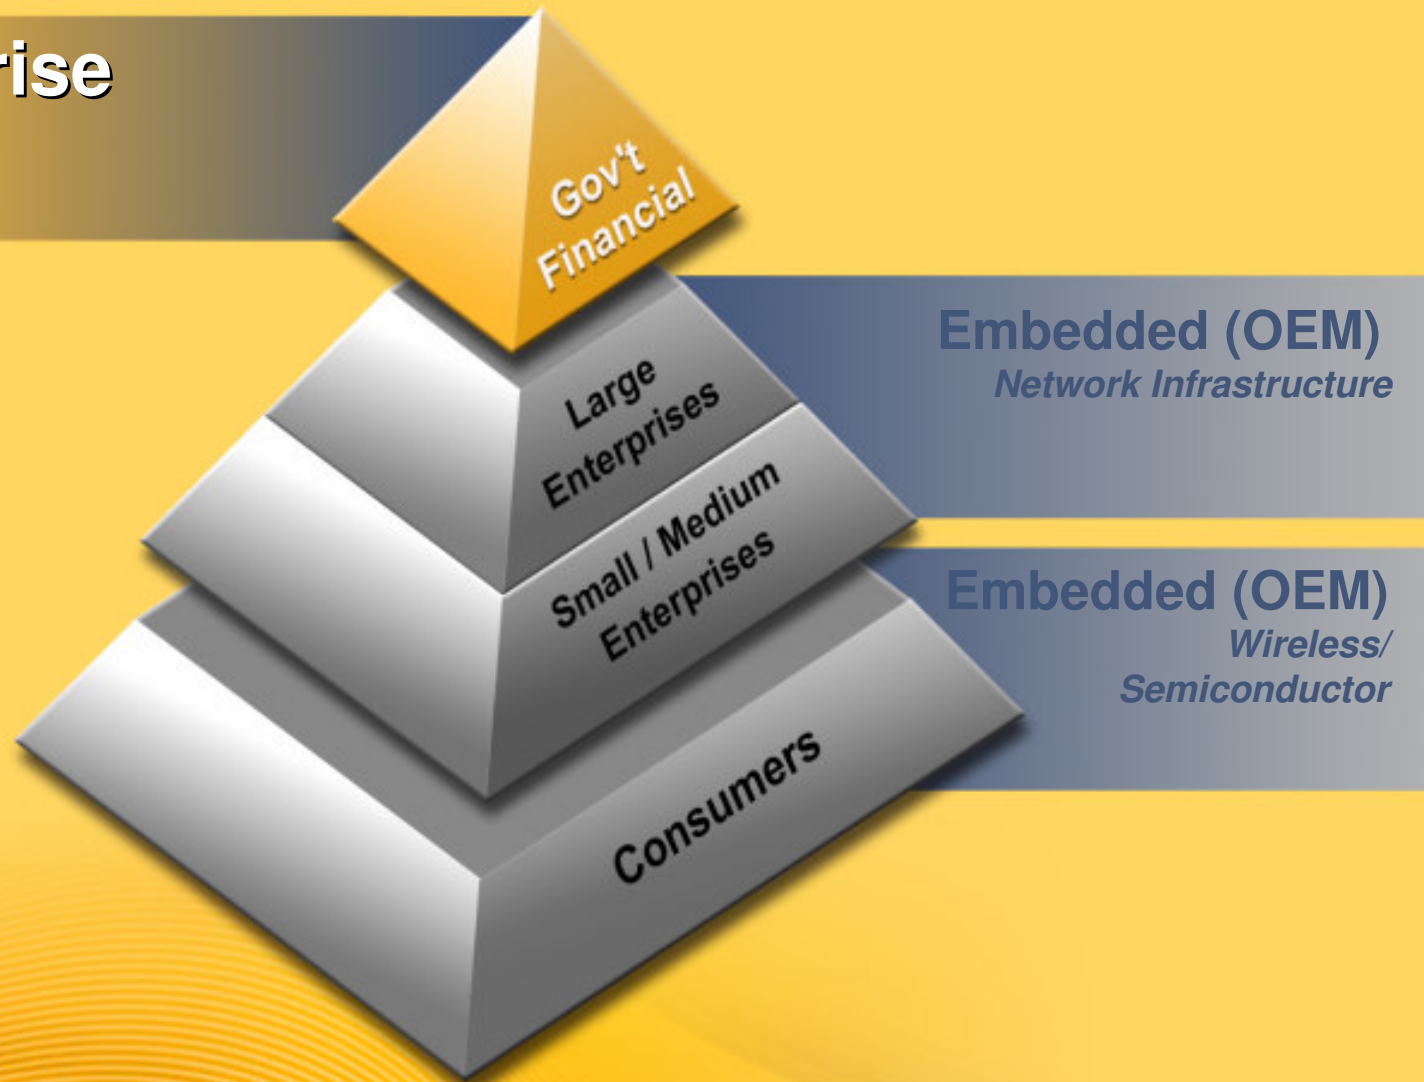 rise
Gov't
Financial
Large
Enterprises
Embedded (OEM)
Network Infrastructure
Small / Medium
Enterprises
Embedded (OEM)
Wireless/
Semiconductor
Consumers